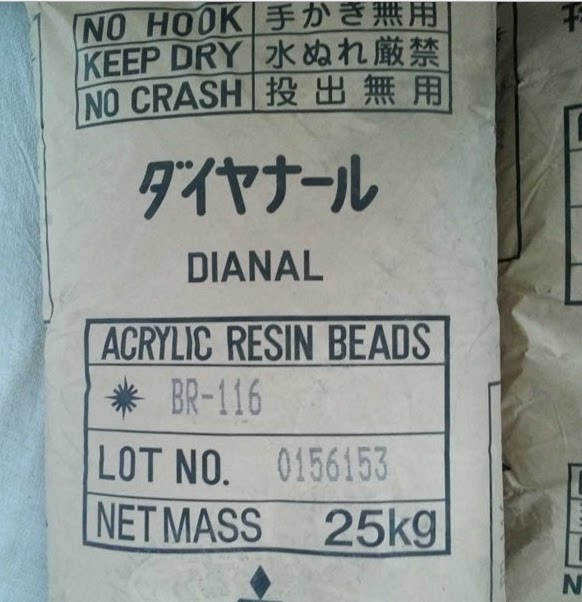 NO HOOK 手かぎ無用
KEEP DRY 水ぬれ厳禁
NO CRASH 投出無用
ダイヤナール
DIANAL
ACRYLIC RESIN BEADS
BR-116
LOT NO. 0156153
NET MASS 25kg